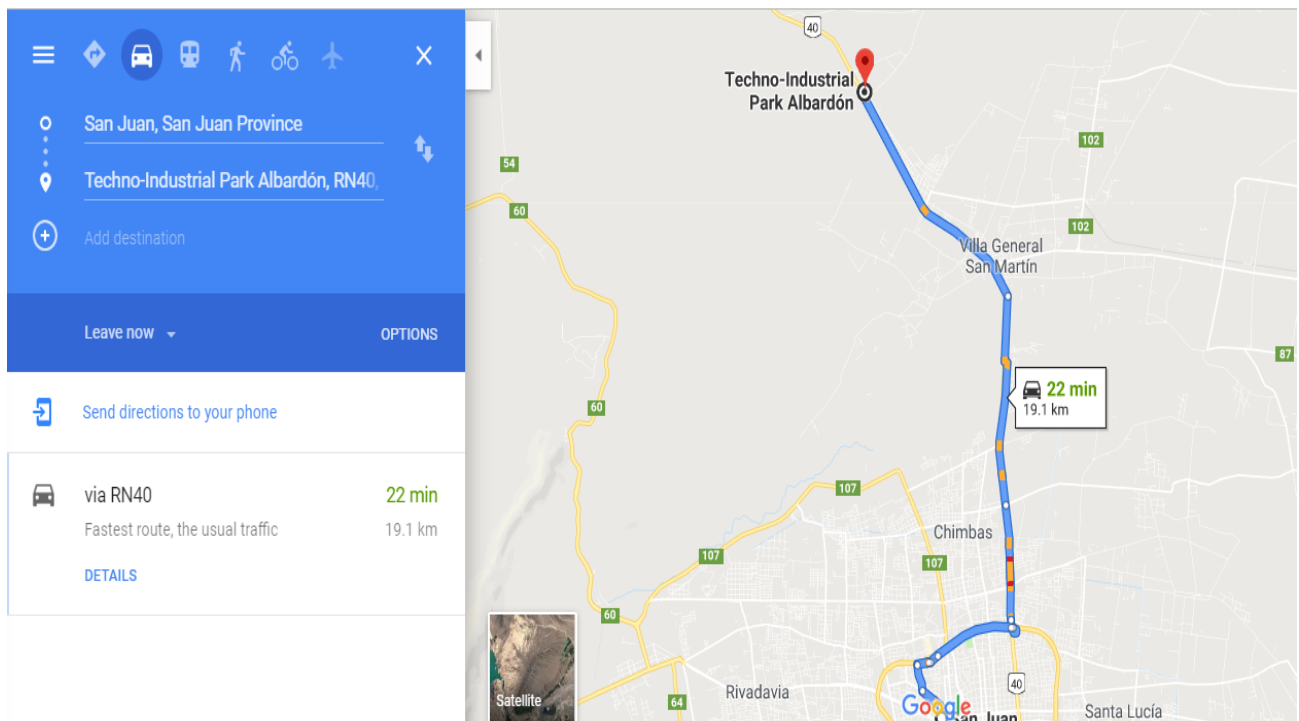 San Juan, San Juan Province
Techno-Industrial Park Albardón, RN40,
Add destination
Leave now
OPTIONS
Send directions to your phone
via RN40
22 min
Fastest route, the usual traffic
19.1 km
DETAILS
40
Techno-Industrial
Park Albardón
102
54
60
102
Villa General
San Martín
87
22 min
19.1 km
60
107
Chimbas
107
107
60
Satellite
Rivadavia
64
40
Google
San Juan
Santa Lucía